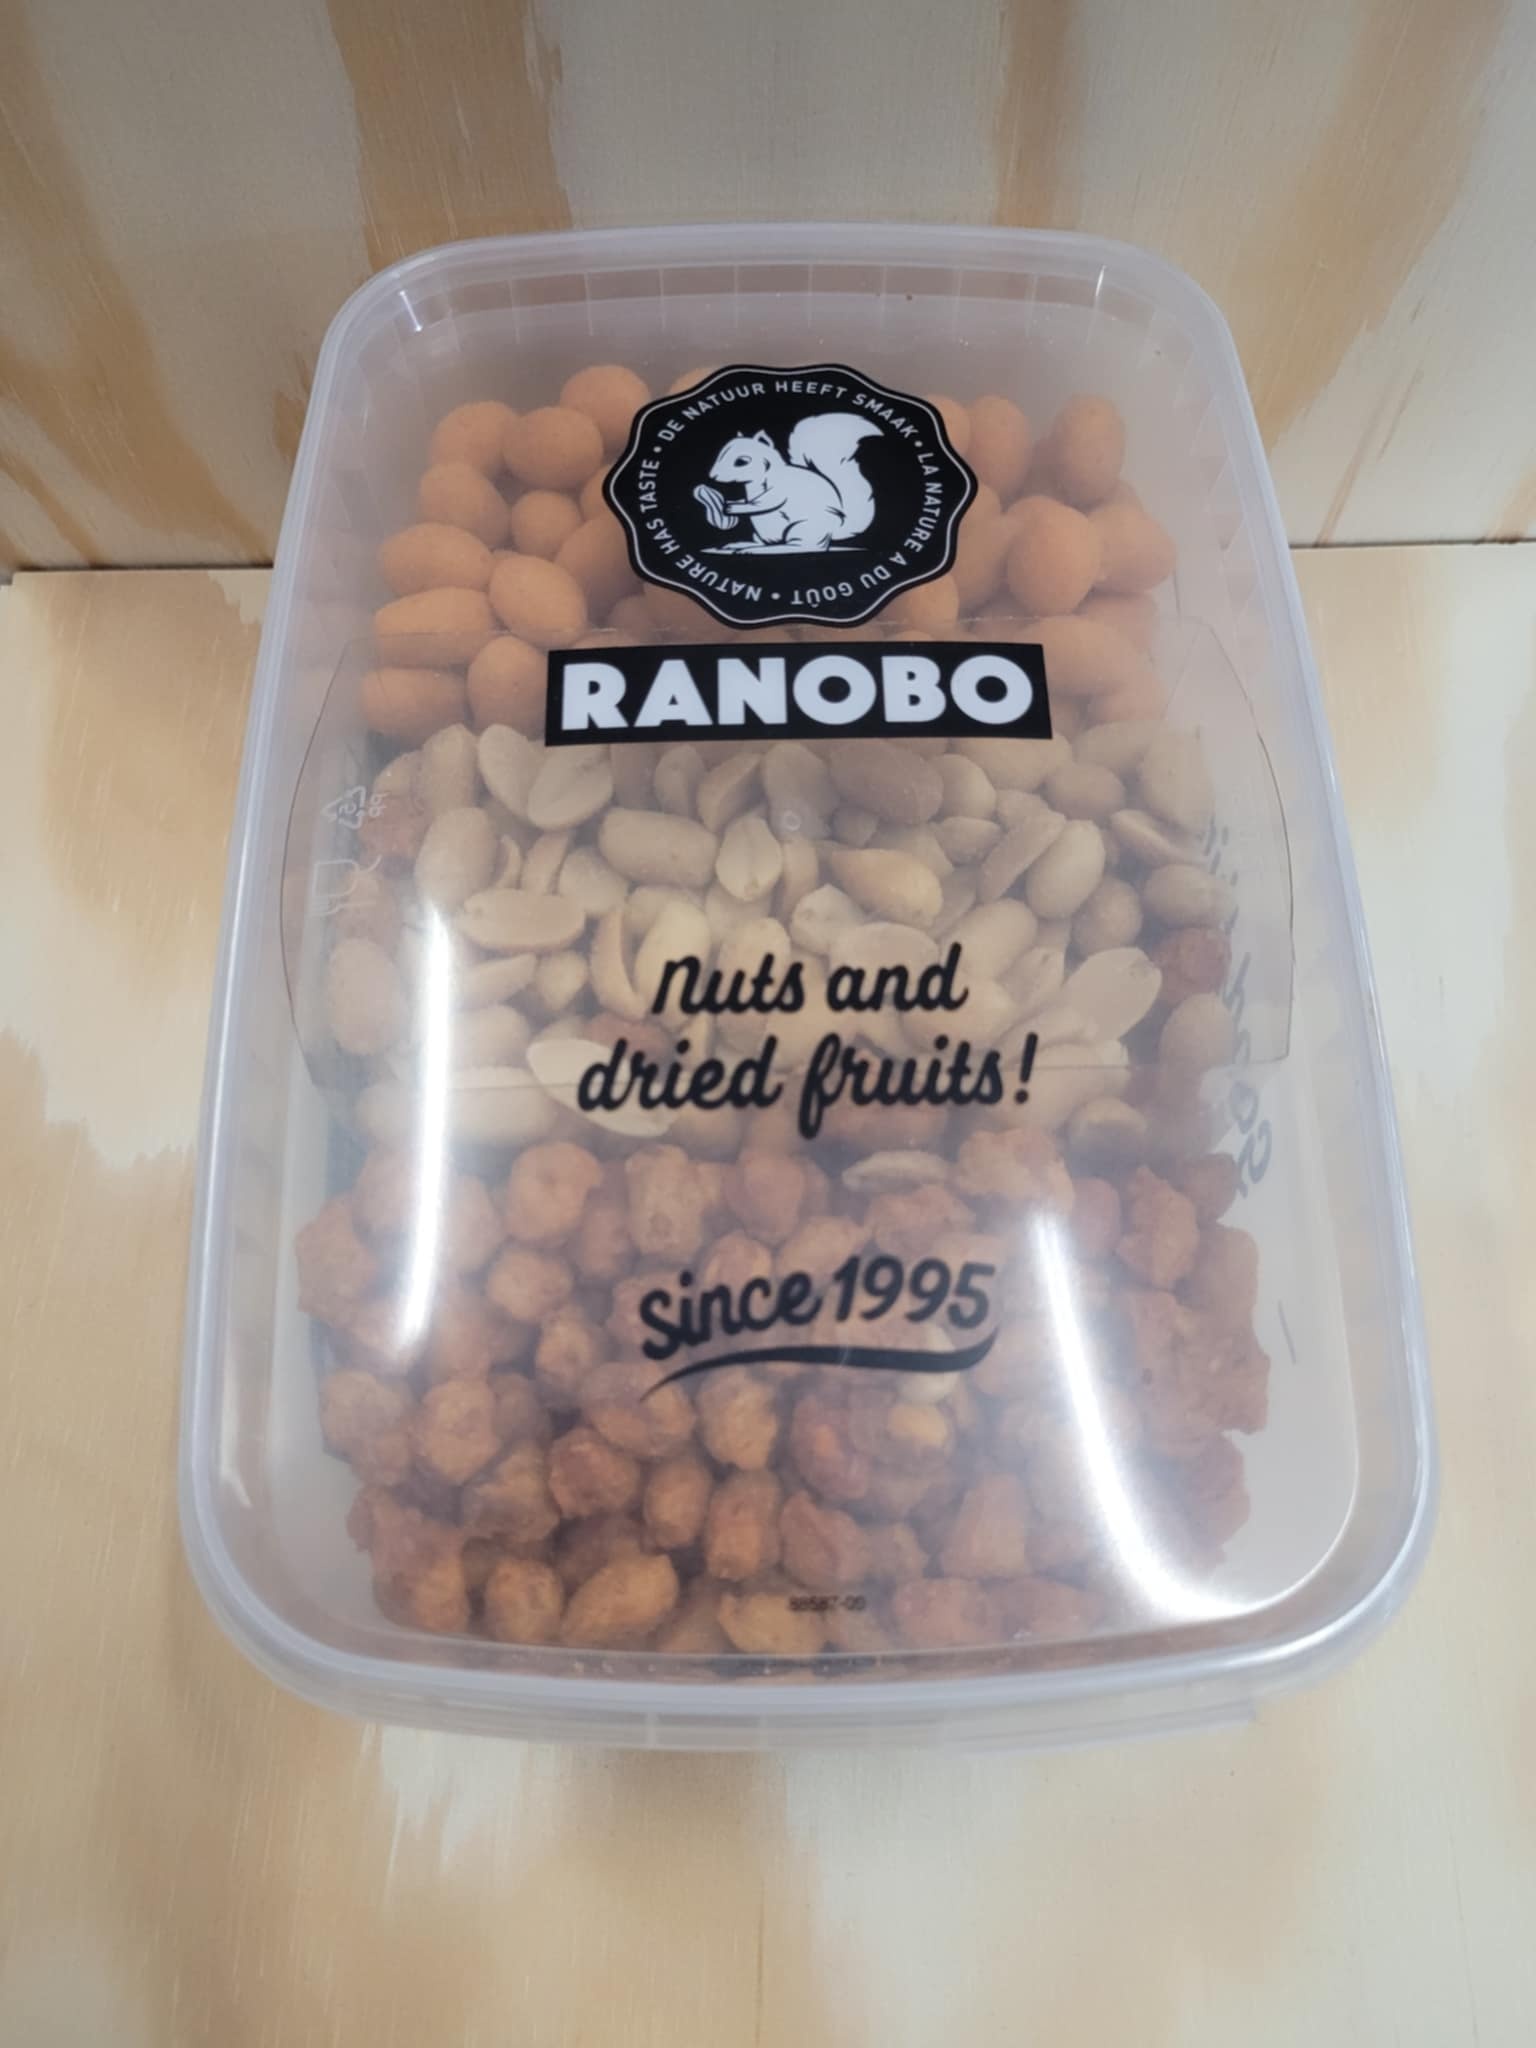 DE NATUUR HEEFT SMAAK • LA NATURE A DU GOÛT • NATURE HAS TASTE •
RANOBO
Nuts and
dried fruits!
since 1995